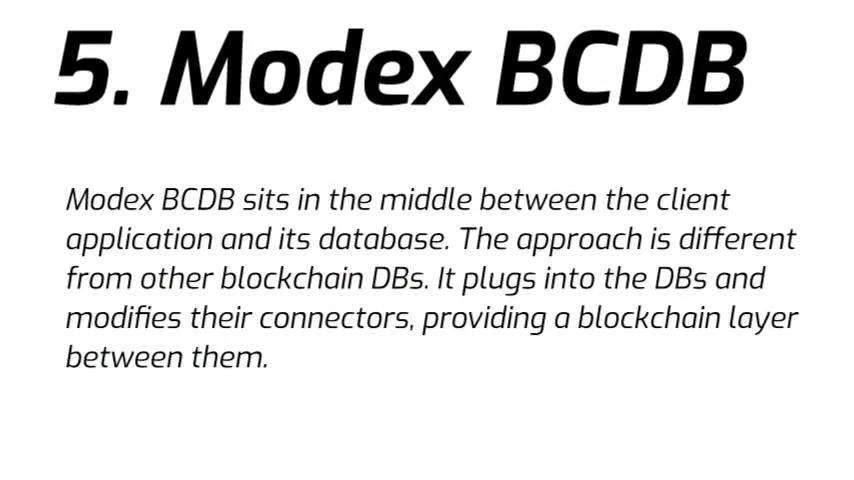 5. Modex BCDB
Modex BCDB sits in the middle between the client
application and its database. The approach is different
from other blockchain DBs. It plugs into the DBs and
modifies their connectors, providing a blockchain layer
between them.